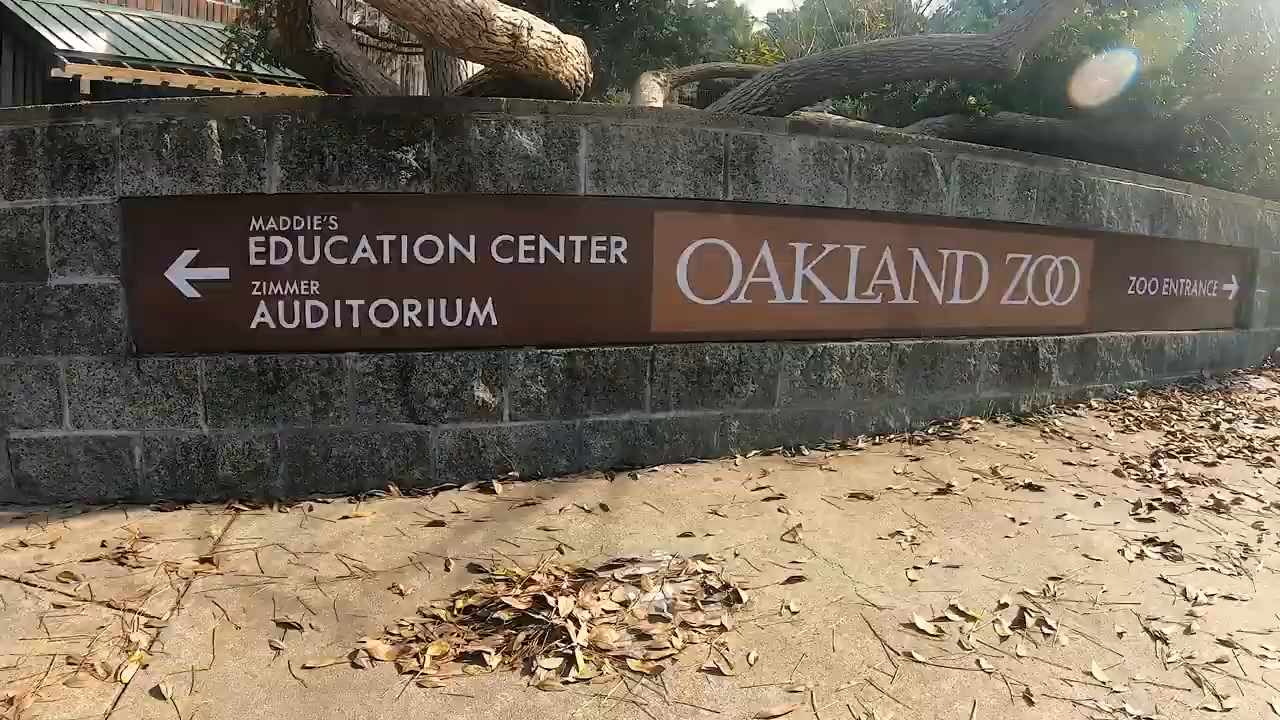 MADDIE'S
EDUCATION CENTER
ZIMMER
AUDITORIUM
OAKLAND ZOO
ZOO ENTRANCE